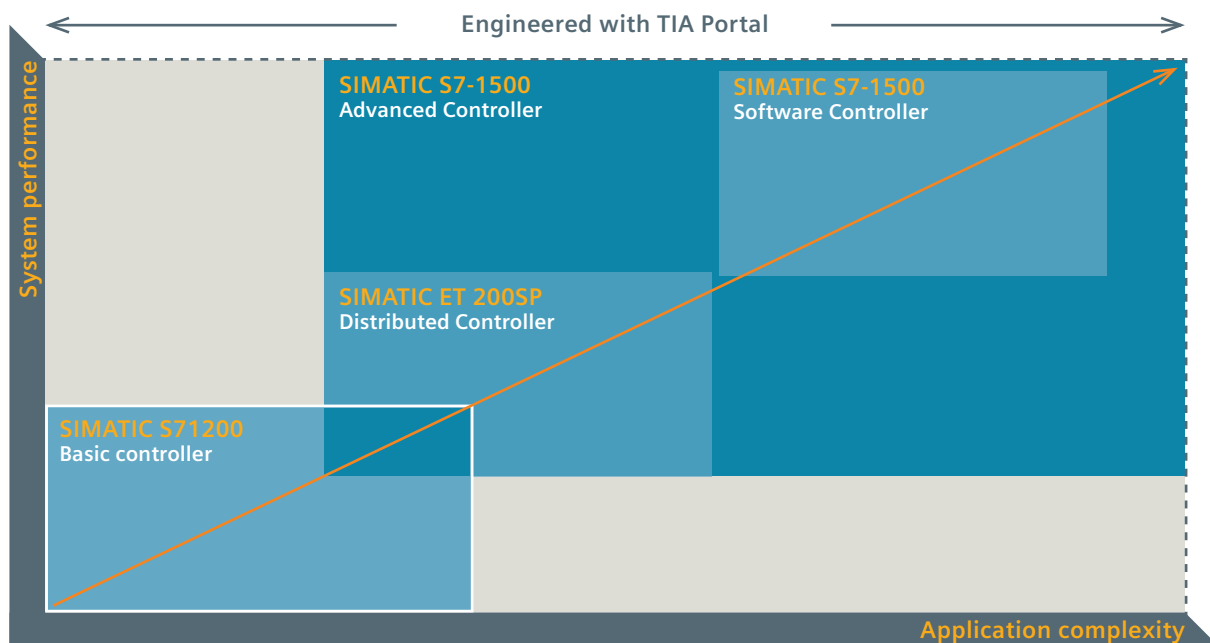 Engineered with TIA Portal
System performance
SIMATIC S7-1500
Advanced Controller
SIMATIC S7-1500
Software Controller
SIMATIC ET 200SP
Distributed Controller
SIMATIC S71200
Basic controller
Application complexity